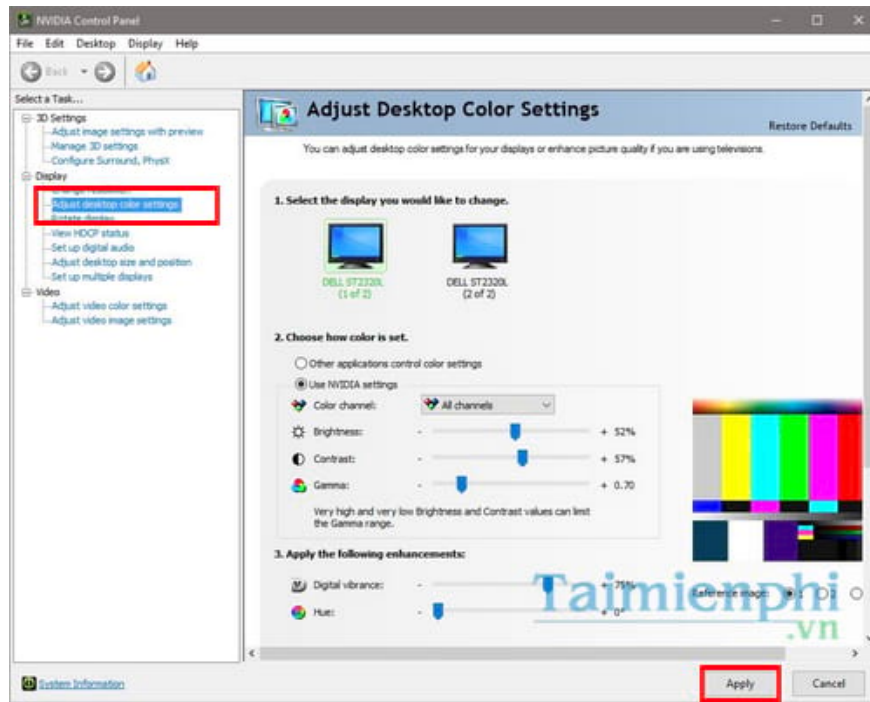 NVIDIA Control Panel
File Edit Desktop Display Help
Back
Select a Task...
3D Settings
Adjust image settings with preview
Manage 3D settings
Configure Surround, PhysX
Display
Adjust desktop color settings
Rotate display
View HDCP status
Set up digital audio
Adjust desktop size and position
Set up multiple displays
Video
Adjust video color settings
Adjust video image settings
System Information
Adjust Desktop Color Settings
Restore Defaults
You can adjust desktop color settings for your displays or enhance picture quality if you are using televisions.
1. Select the display you would like to change.
DELL ST2320L DELL ST2320L
(1 of 2) (2 of 2)
2. Choose how color is set.
Other applications control color settings
Use NVIDIA settings
Color channel: All channels
Brightness: - + 52%
Contrast: - + 57%
Gamma: - + 0.70
Very high and very low Brightness and Contrast values can limit
the Gamma range.
3. Apply the following enhancements:
Digital vibrance: - + 75%
Hue: - + 0°
Reference image: 1 2
Taimienphi
.vn
Apply Cancel